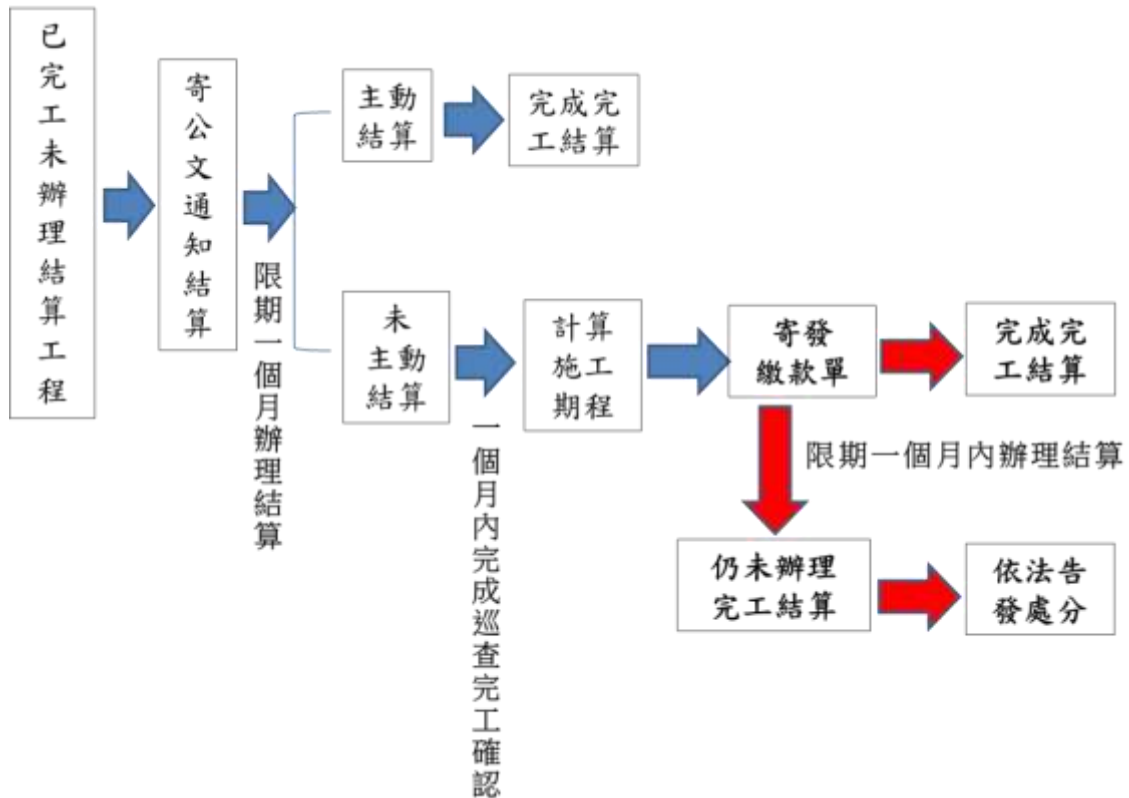 已完工未辦理結算工程
寄公文通知結算
限期一個月辦理結算
主動
結算
完成完
工結算
未
主動
結算
一個月內完成巡查完工確認
計算
施工
期程
寄發
繳款單
完成完
工結算
限期一個月內辦理結算
仍未辦理
完工結算
依法告
發處分